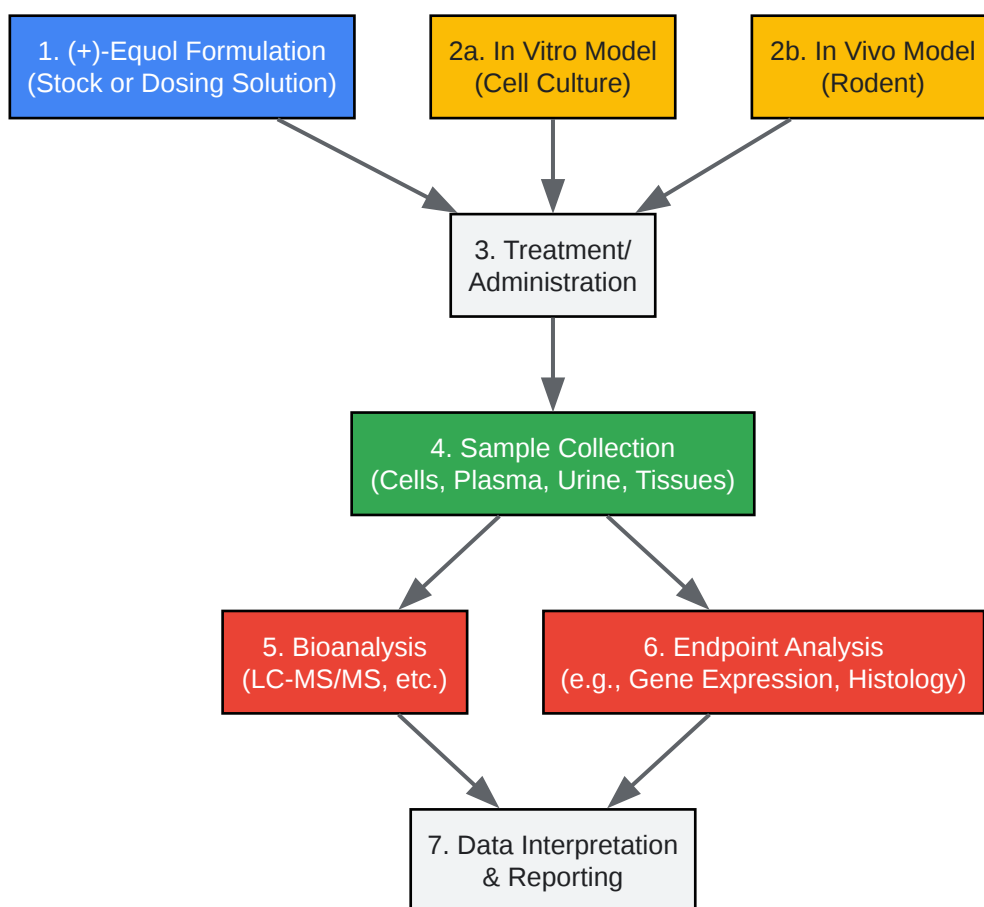 1. (+)-Equol Formulation
(Stock or Dosing Solution)
2a. In Vitro Model
(Cell Culture)
2b. In Vivo Model
(Rodent)
3. Treatment/
Administration
4. Sample Collection
(Cells, Plasma, Urine, Tissues)
5. Bioanalysis
(LC-MS/MS, etc.)
6. Endpoint Analysis
(e.g., Gene Expression, Histology)
7. Data Interpretation
& Reporting